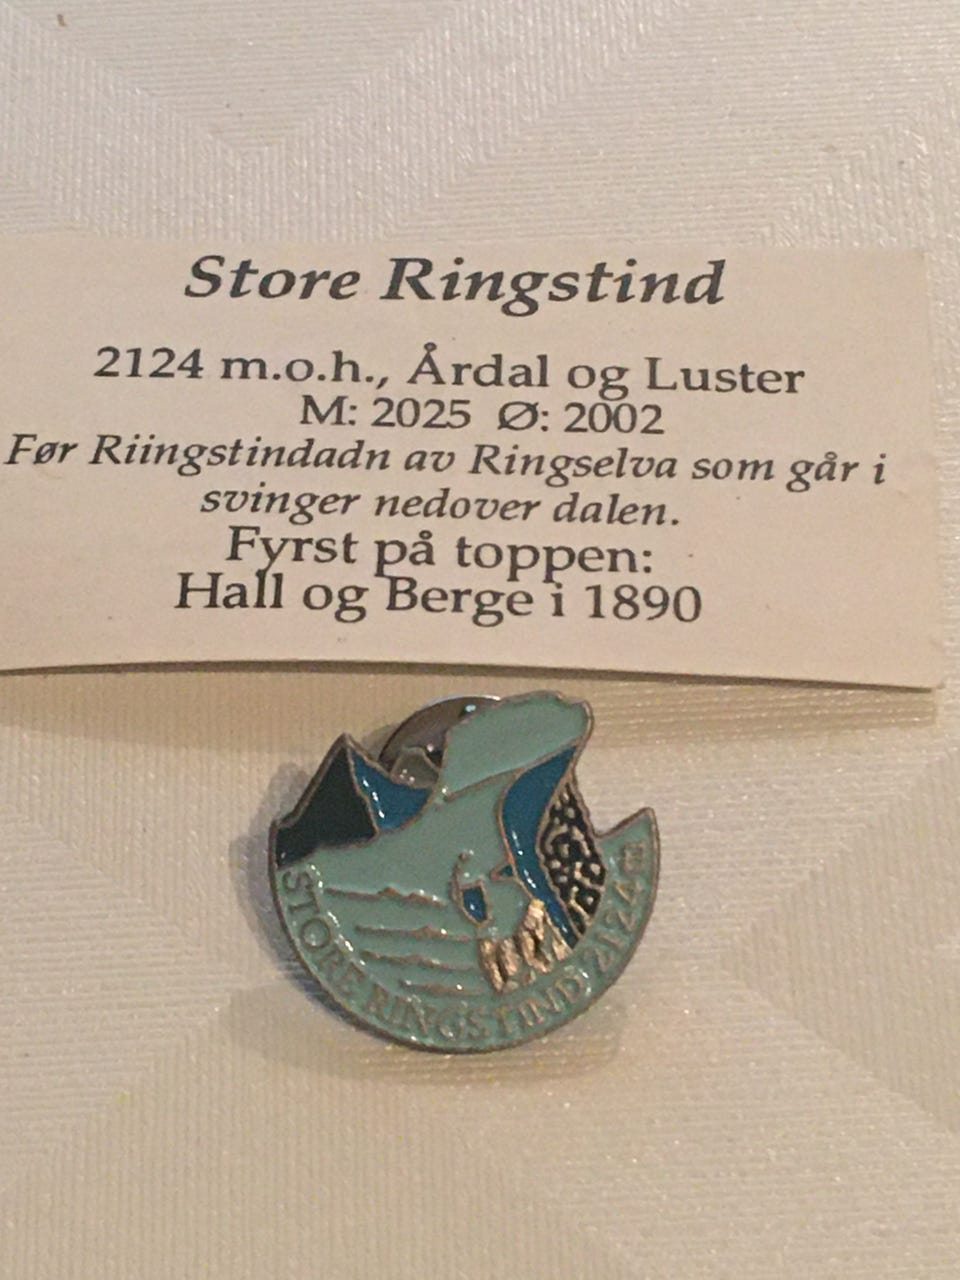 Store Ringstind
2124 m.o.h., Årdal og Luster
M: 2025 Ø: 2002
Før Riingstindadn av Ringselva som går i
svinger nedover dalen.
Fyrst på toppen:
Hall og Berge i 1890
STORE RINGSTIND 2124m